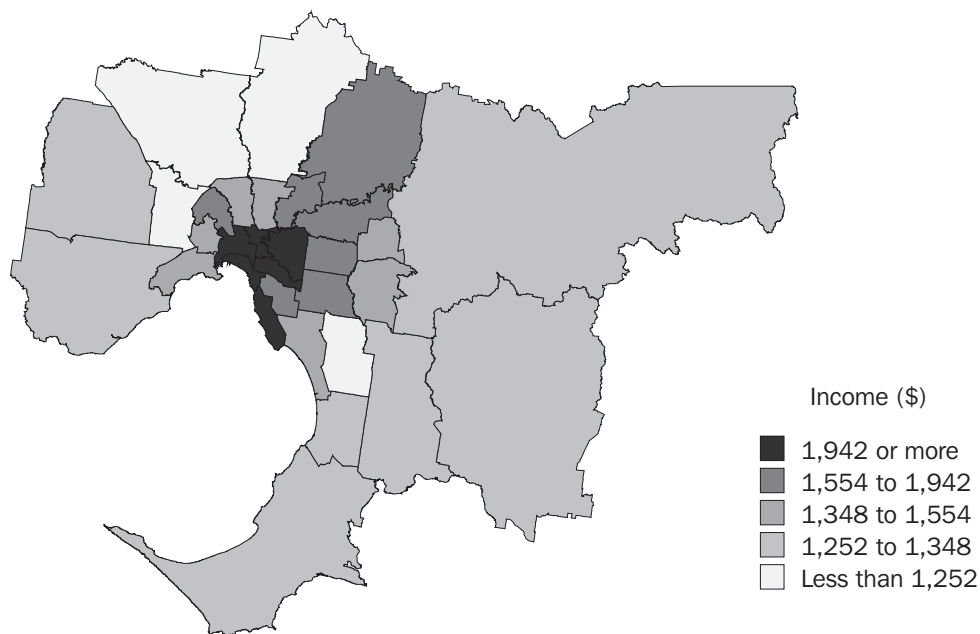 Income ($)
1,942 or more
1,554 to 1,942
1,348 to 1,554
1,252 to 1,348
Less than 1,252